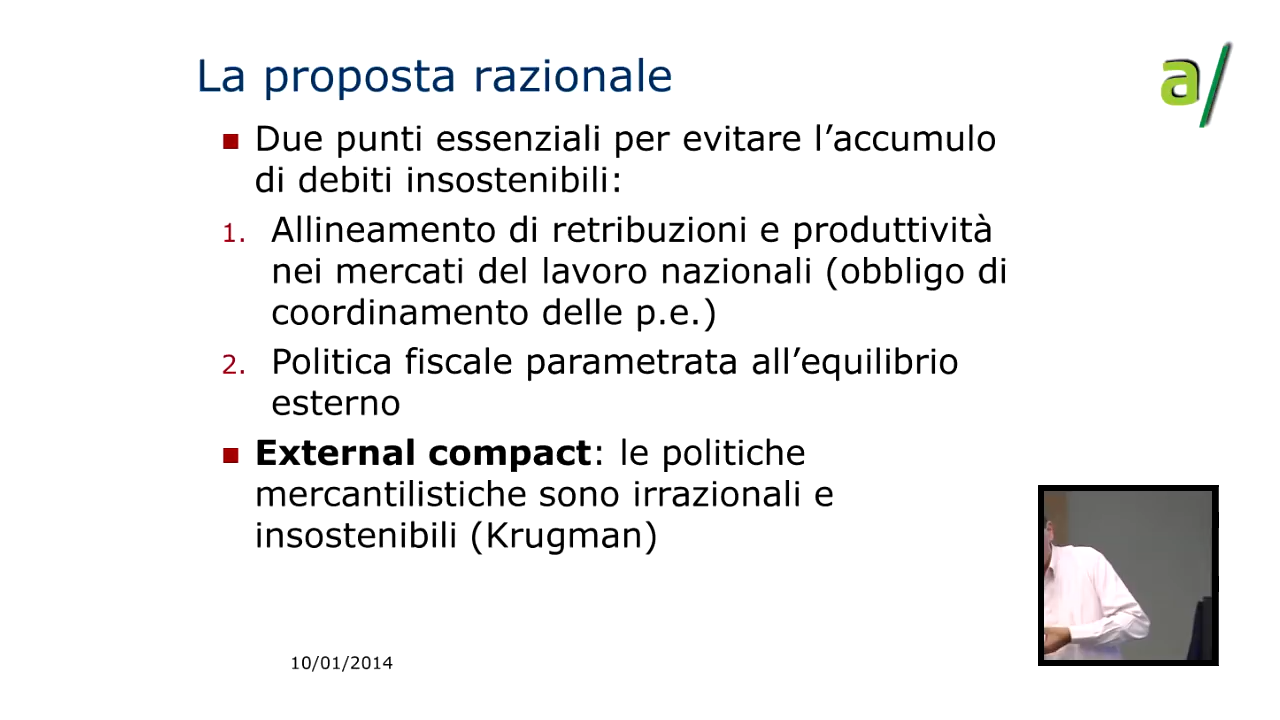 La proposta razionale
a/
Due punti essenziali per evitare l’accumulo
di debiti insostenibili:
1. Allineamento di retribuzioni e produttività
nei mercati del lavoro nazionali (obbligo di
coordinamento delle p.e.)
2. Politica fiscale parametrata all’equilibrio
esterno
External compact: le politiche
mercantilistiche sono irrazionali e
insostenibili (Krugman)
10/01/2014